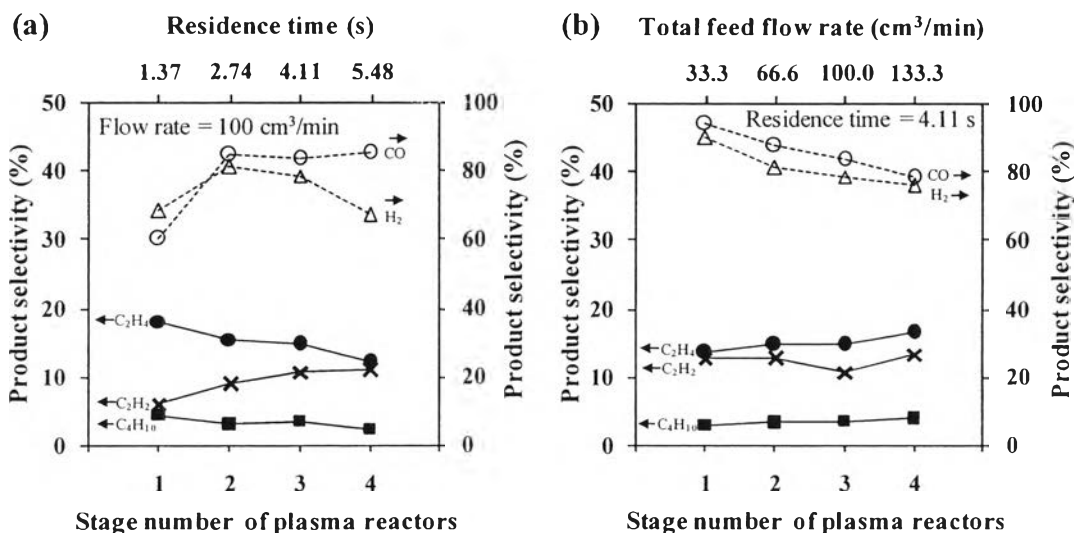 (a) Residence time (s)
1.37 2.74 4.11 5.48
50 100
Flow rate = 100 cm³/min
CO
40 80
H₂
30 60
20 40
C₂H₄
10 20
C₂H₂
C₄H₁₀
0 0
1 2 3 4
Product selectivity (%)
Product selectivity (%)
Stage number of plasma reactors
(b) Total feed flow rate (cm³/min)
33.3 66.6 100.0 133.3
50 100
Residence time = 4.11 s
40 80
CO
H₂
30 60
20 40
C₂H₄
C₂H₂
10 20
C₄H₁₀
0 0
1 2 3 4
Product selectivity (%)
Product selectivity (%)
Stage number of plasma reactors